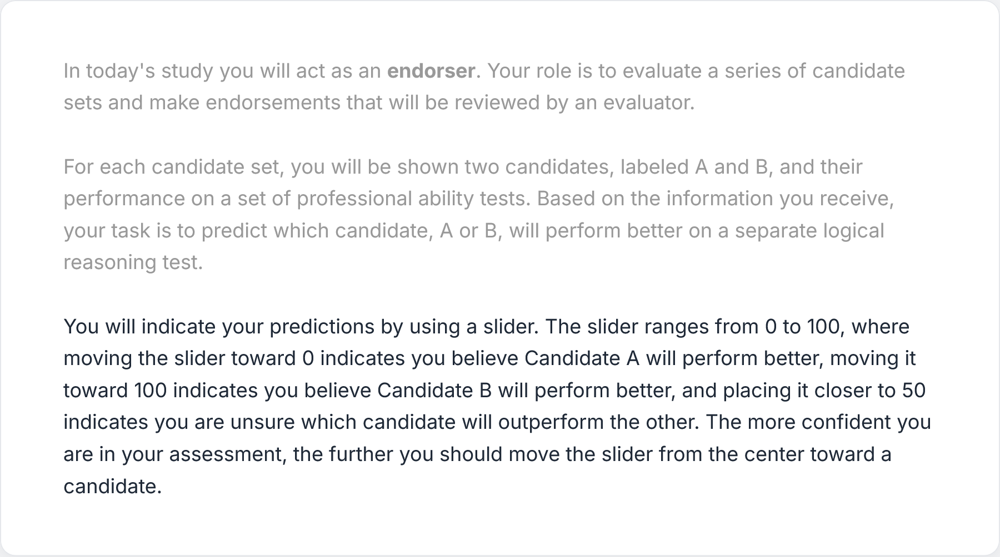 In today's study you will act as an endorser. Your role is to evaluate a series of candidate
sets and make endorsements that will be reviewed by an evaluator.
For each candidate set, you will be shown two candidates, labeled A and B, and their
performance on a set of professional ability tests. Based on the information you receive,
your task is to predict which candidate, A or B, will perform better on a separate logical
reasoning test.
You will indicate your predictions by using a slider. The slider ranges from 0 to 100, where
moving the slider toward 0 indicates you believe Candidate A will perform better, moving it
toward 100 indicates you believe Candidate B will perform better, and placing it closer to 50
indicates you are unsure which candidate will outperform the other. The more confident you
are in your assessment, the further you should move the slider from the center toward a
candidate.